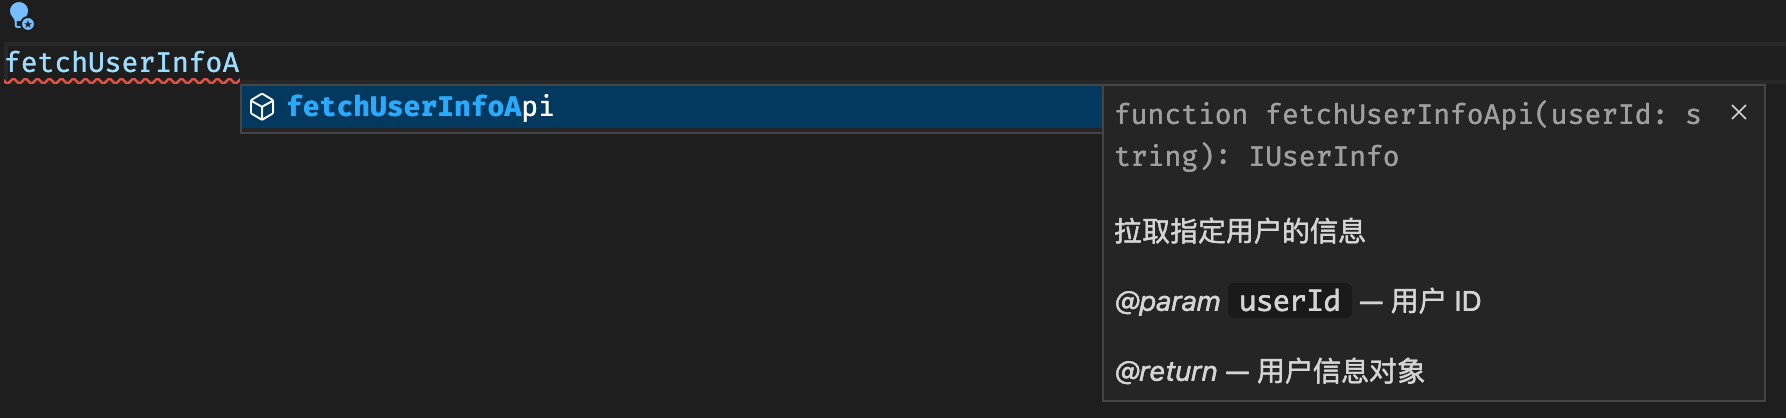 fetchUserInfoA
fetchUserInfoApi
function fetchUserInfoApi(userId: s
tring): IUserInfo
拉取指定用户的信息
@param userId — 用户 ID
@return — 用户信息对象